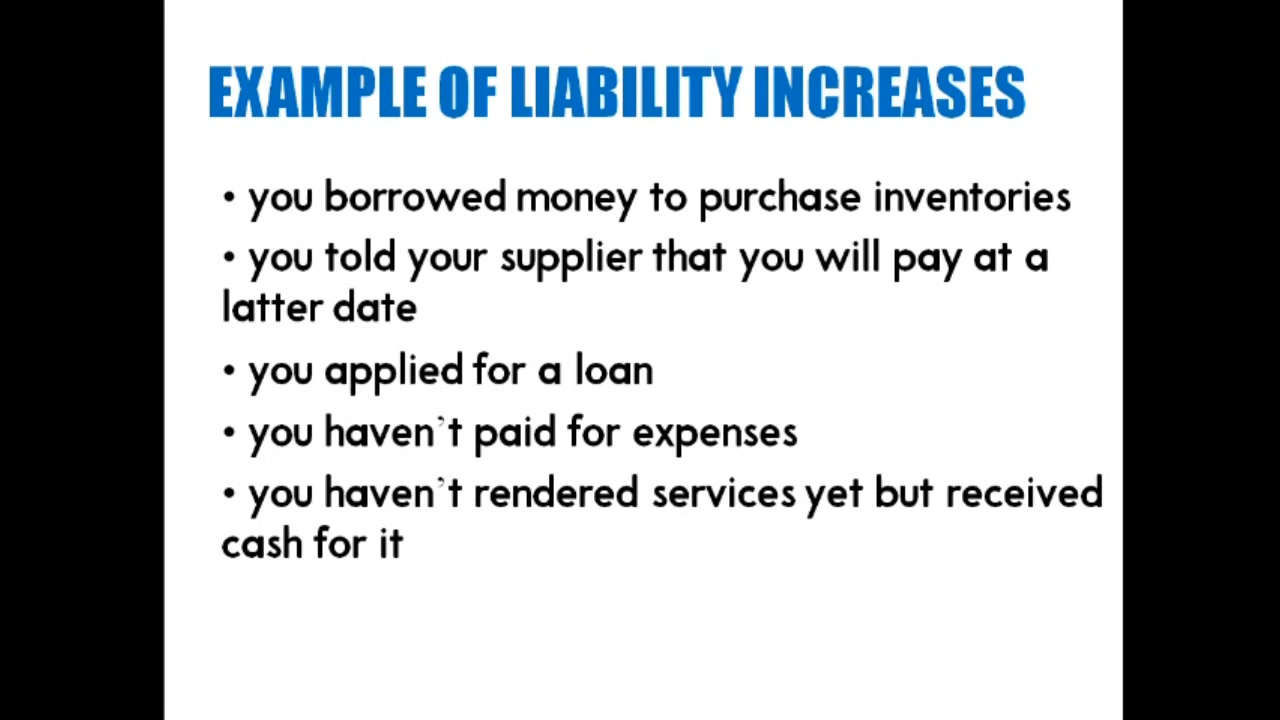 EXAMPLE OF LIABILITY INCREASES
• you borrowed money to purchase inventories
• you told your supplier that you will pay at a
latter date
• you applied for a loan
• you haven't paid for expenses
• you haven't rendered services yet but received
cash for it